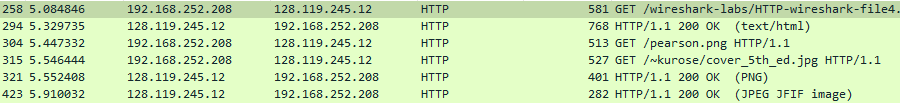 258 5.084846 192.168.252.208 128.119.245.12 HTTP 581 GET /wireshark-labs/HTTP-wireshark-file4.
294 5.329735 128.119.245.12 192.168.252.208 HTTP 768 HTTP/1.1 200 OK (text/html)
304 5.447332 192.168.252.208 128.119.245.12 HTTP 513 GET /pearson.png HTTP/1.1
315 5.546444 192.168.252.208 128.119.245.12 HTTP 527 GET /~kurose/cover_5th_ed.jpg HTTP/1.1
321 5.552408 128.119.245.12 192.168.252.208 HTTP 401 HTTP/1.1 200 OK (PNG)
423 5.910032 128.119.245.12 192.168.252.208 HTTP 282 HTTP/1.1 200 OK (JPEG JFIF image)